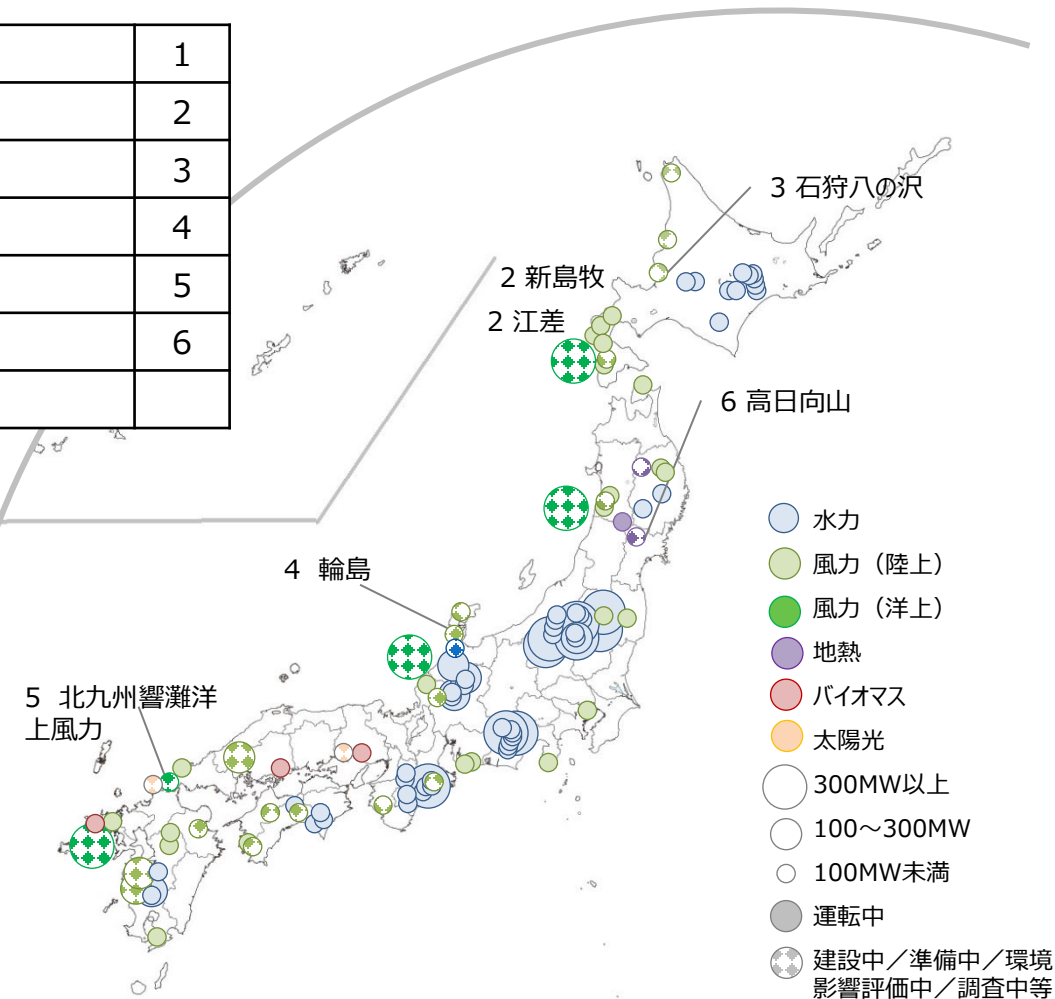 1
2
3
4
5
6
3 石狩八の沢
2 新島牧
2 江差
6 高日向山
4 輪島
5 北九州響灘洋
上風力
水力
風力（陸上）
風力（洋上）
地熱
バイオマス
太陽光
300MW以上
100～300MW
100MW未満
運転中
建設中／準備中／環境
影響評価中／調査中等